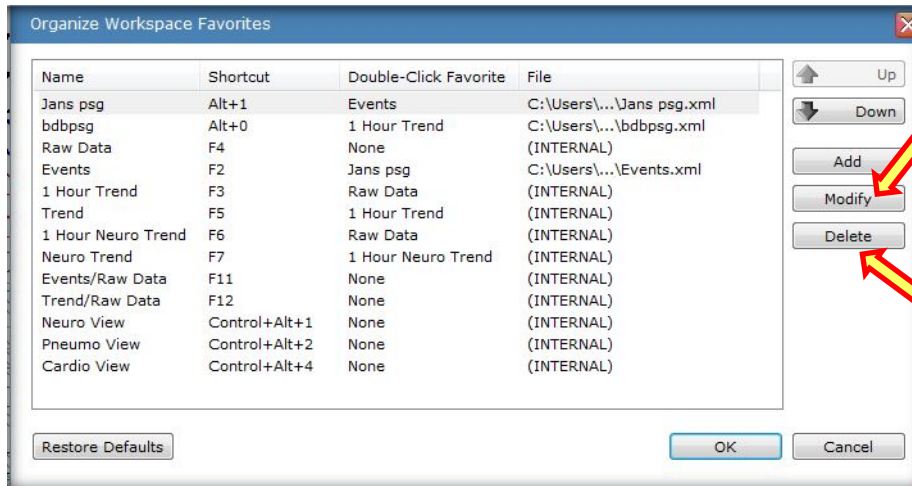 Organize Workspace Favorites
Name Shortcut Double-Click Favorite File
Jans psg Alt+1 Events C:\Users\...\Jans psg.xml
bdbpsg Alt+0 1 Hour Trend C:\Users\...\bdbpsg.xml
Raw Data F4 None (INTERNAL)
Events F2 Jans psg C:\Users\...\Events.xml
1 Hour Trend F3 Raw Data (INTERNAL)
Trend F5 1 Hour Trend (INTERNAL)
1 Hour Neuro Trend F6 Raw Data (INTERNAL)
Neuro Trend F7 1 Hour Neuro Trend (INTERNAL)
Events/Raw Data F11 None (INTERNAL)
Trend/Raw Data F12 None (INTERNAL)
Neuro View Control+Alt+1 None (INTERNAL)
Pneumo View Control+Alt+2 None (INTERNAL)
Cardio View Control+Alt+4 None (INTERNAL)
Up
Down
Add
Modify
Delete
Restore Defaults OK Cancel